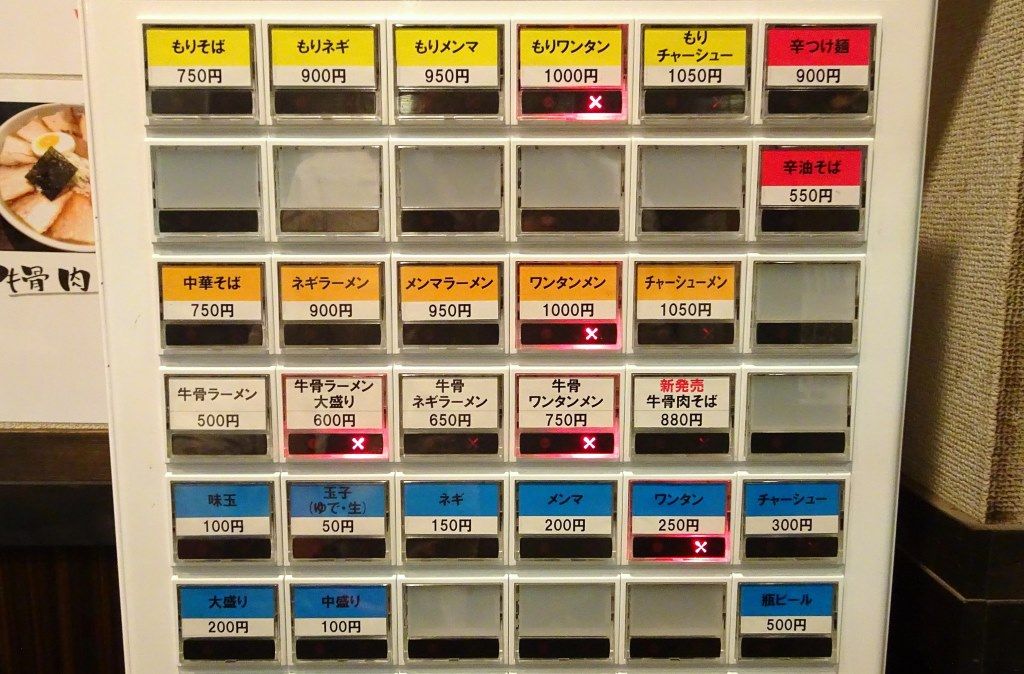 もりそば
750円
もりネギ
900円
もりメンマ
950円
もりワンタン
1000円
もり
チャーシュー
1050円
辛つけ麺
900円
辛油そば
550円
中華そば
750円
ネギラーメン
900円
メンマラーメン
950円
ワンタンメン
1000円
チャーシューメン
1050円
牛骨 肉
牛骨ラーメン
500円
牛骨ラーメン
大盛り
600円
牛骨
ネギラーメン
650円
牛骨
ワンタンメン
750円
新発売
牛骨肉そば
880円
味玉
100円
玉子
(ゆで・生)
50円
ネギ
150円
メンマ
200円
ワンタン
250円
チャーシュー
300円
大盛り
200円
中盛り
100円
瓶ビール
500円